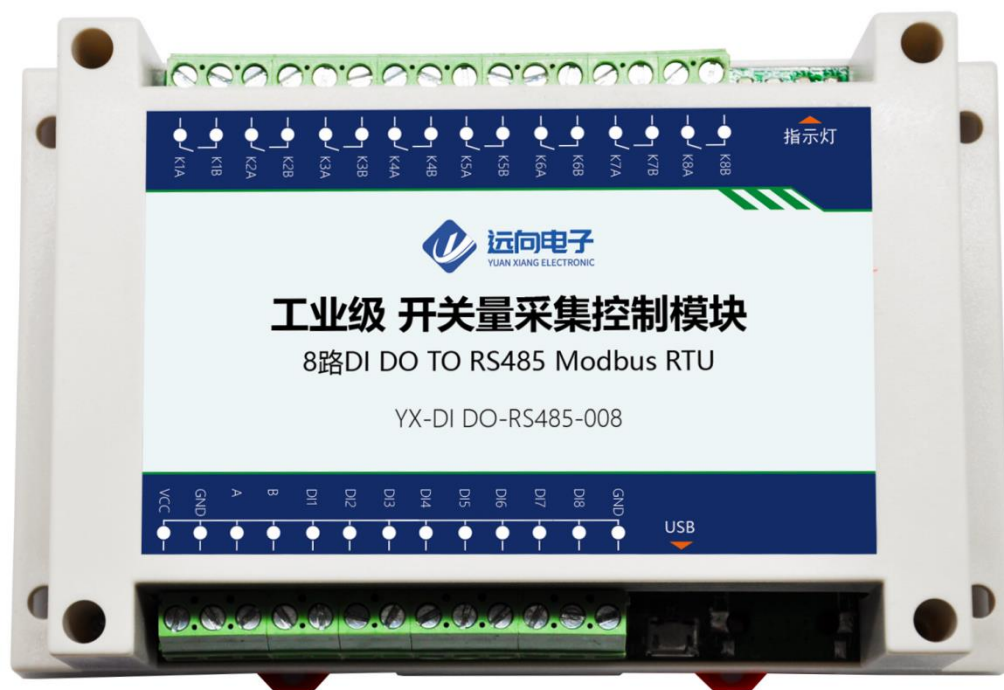 指示灯
K1A K1B K2A K2B K3A K3B K4A K4B K5A K5B K6A K6B K7A K7B K8A K8B
远向电子
YUAN XIANG ELECTRONIC
工业级 开关量采集控制模块
8路DI DO TO RS485 Modbus RTU
YX-DI DO-RS485-008
VCC GND A B DI1 DI2 DI3 DI4 DI5 DI6 DI7 DI8 GND
USB